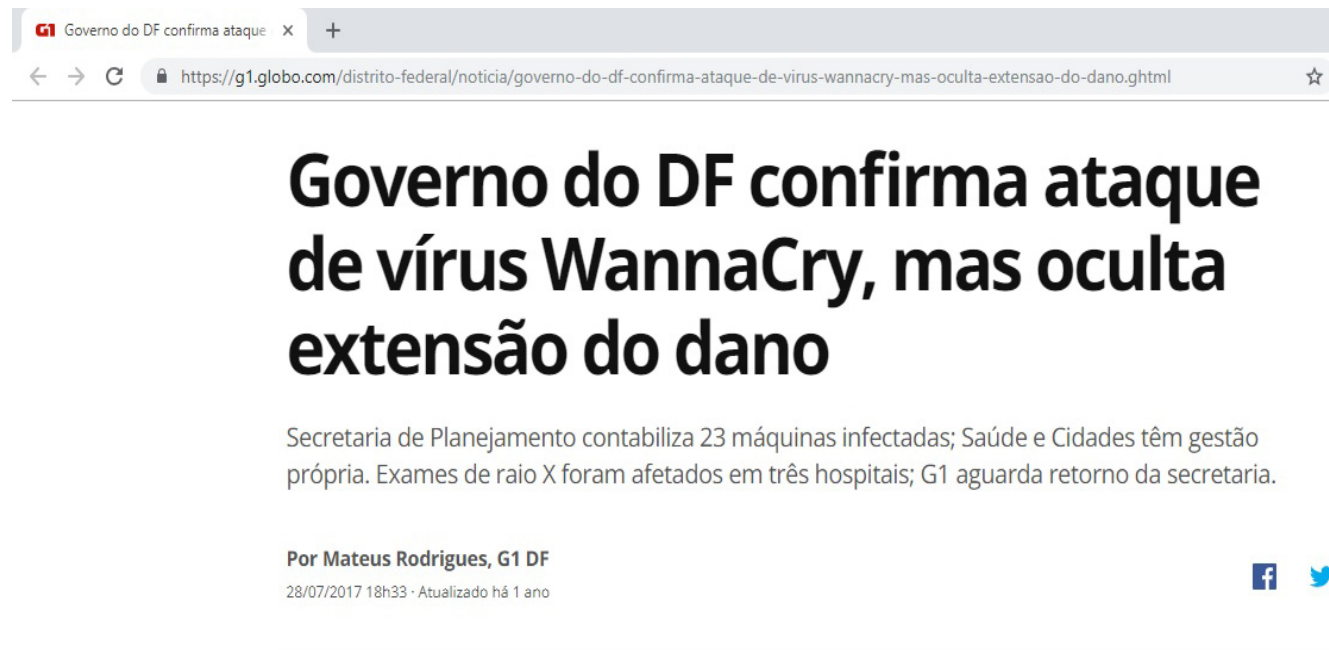 G1 Governo do DF confirma ataque
https://g1.globo.com/distrito-federal/noticia/governo-do-df-confirma-ataque-de-virus-wannacry-mas-oculta-extensao-do-dano.ghtml
Governo do DF confirma ataque
de vírus WannaCry, mas oculta
extensão do dano
Secretaria de Planejamento contabiliza 23 máquinas infectadas; Saúde e Cidades têm gestão
própria. Exames de raio X foram afetados em três hospitais; G1 aguarda retorno da secretaria.
Por Mateus Rodrigues, G1 DF
28/07/2017 18h33 · Atualizado há 1 ano